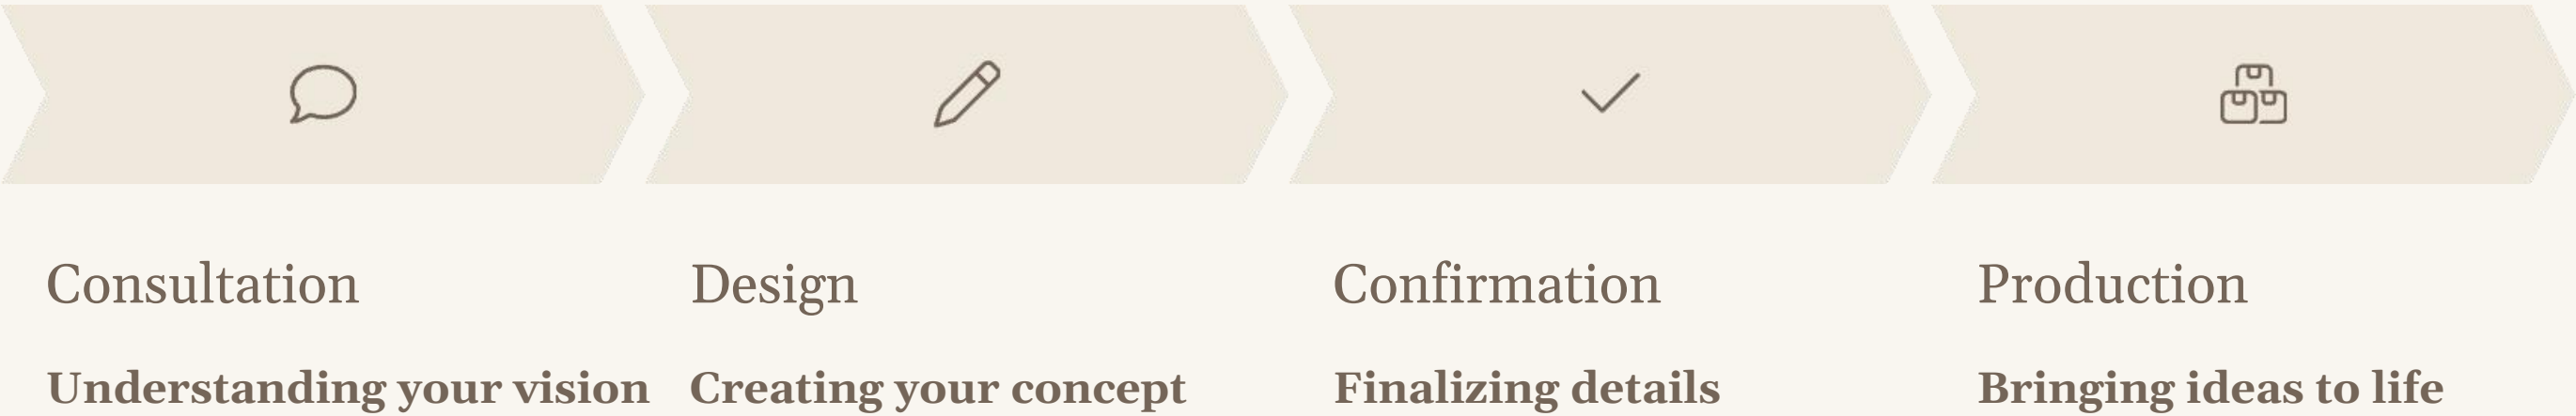 Consultation
Understanding your vision
Design
Creating your concept
Confirmation
Finalizing details
Production
Bringing ideas to life